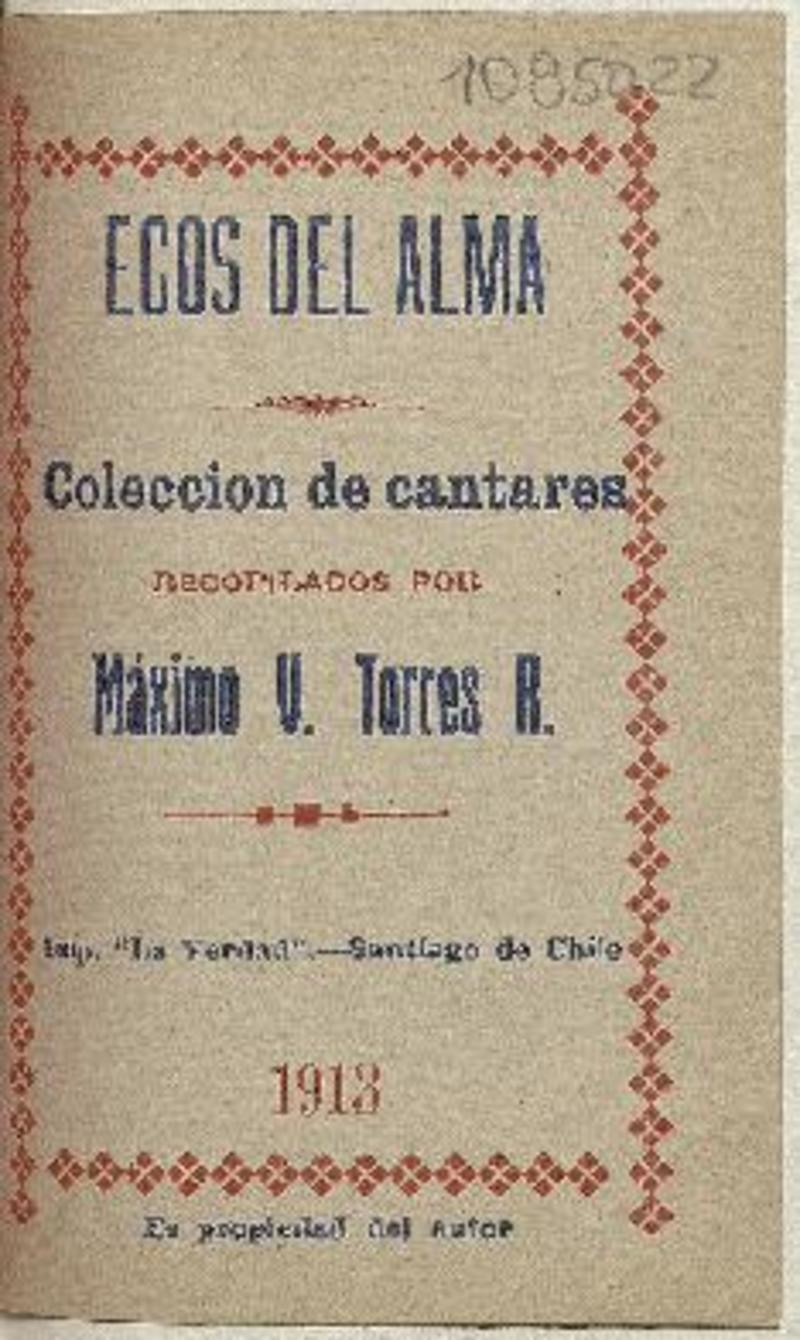 1085022
ECOS DEL ALMA
Coleccion de cantares
RECOPILADOS POR
Máximo V. Torres R.
Imp. "La Verdad".—Santiago de Chile
1913
Es propiedad del autor